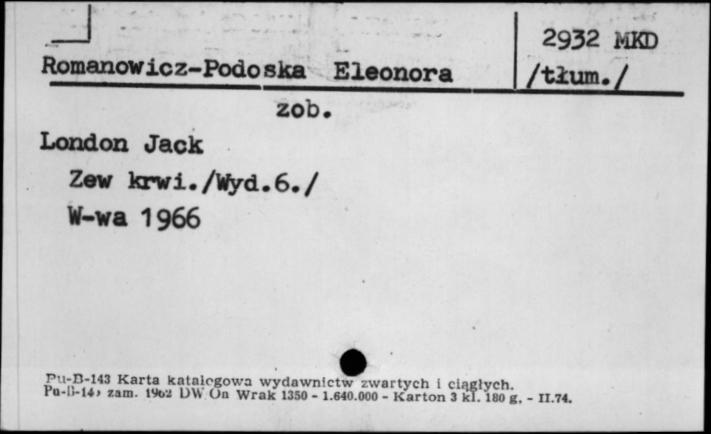 2932 MKD
Romanowicz-Podoska Eleonora /tłum./
zob.
London Jack
Zew krwi./Wyd.6./
W-wa 1966
Pu-B-143 Karta katalogowa wydawnictw zwartych i ciągłych.
zam. 1962 DW On Wrak 1350 - 1.640.000 - Karton 3 kl. 180 g. - II.74.